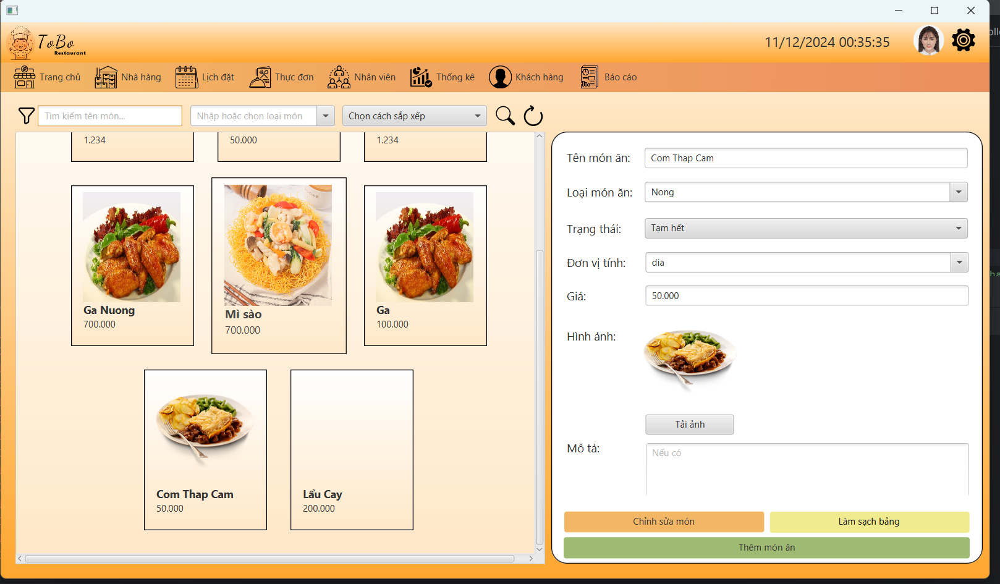 ToBo
Restaurant
11/12/2024 00:35:35
Trang chủ
Nhà hàng
Lịch đặt
Thực đơn
Nhân viên
Thống kê
Khách hàng
Báo cáo
Tìm kiếm tên món...
Nhập hoặc chọn loại món
Chọn cách sắp xếp
1.234
50.000
1.234
Ga Nuong
700.000
Mì sào
700.000
Ga
100.000
Com Thap Cam
50.000
Lẩu Cay
200.000
Tên món ăn:
Com Thap Cam
Loại món ăn:
Nong
Trạng thái:
Tạm hết
Đơn vị tính:
dia
Giá:
50.000
Hình ảnh:
Tải ảnh
Mô tả:
Nếu có
Chỉnh sửa món
Làm sạch bảng
Thêm món ăn